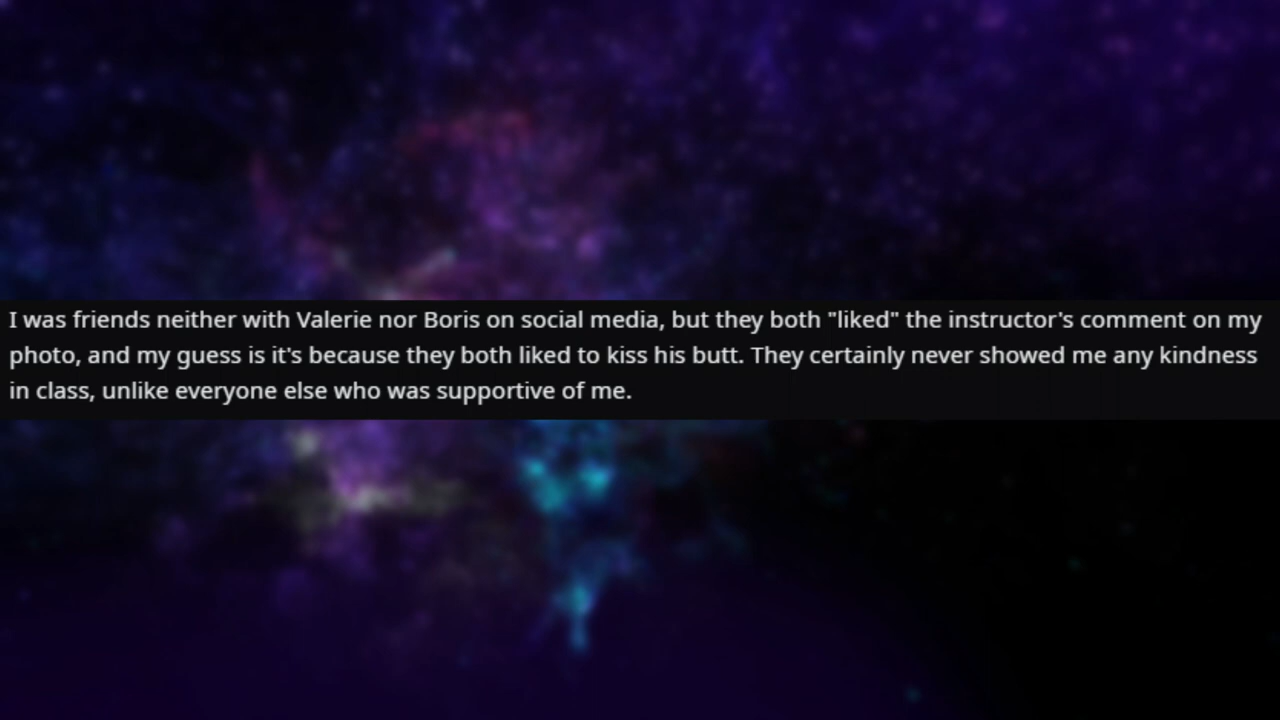 I was friends neither with Valerie nor Boris on social media, but they both "liked" the instructor's comment on my
photo, and my guess is it's because they both liked to kiss his butt. They certainly never showed me any kindness
in class, unlike everyone else who was supportive of me.